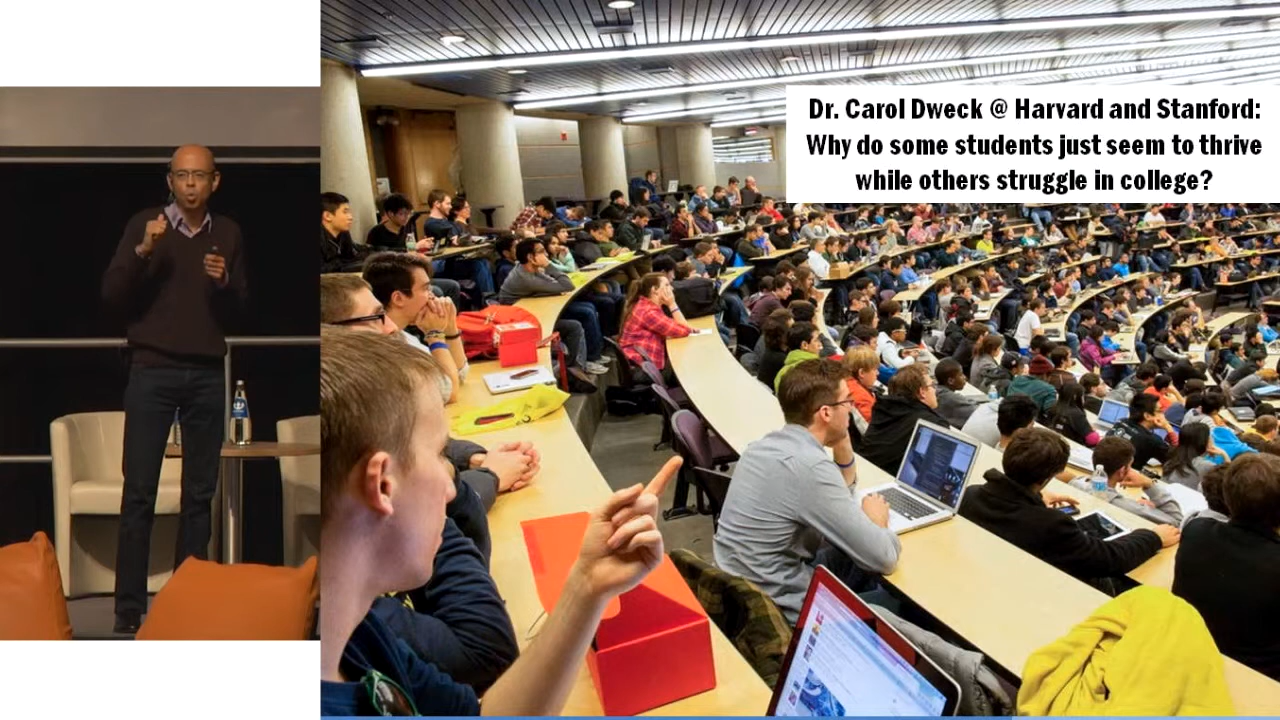 Dr. Carol Dweck @ Harvard and Stanford:
Why do some students just seem to thrive
while others struggle in college?